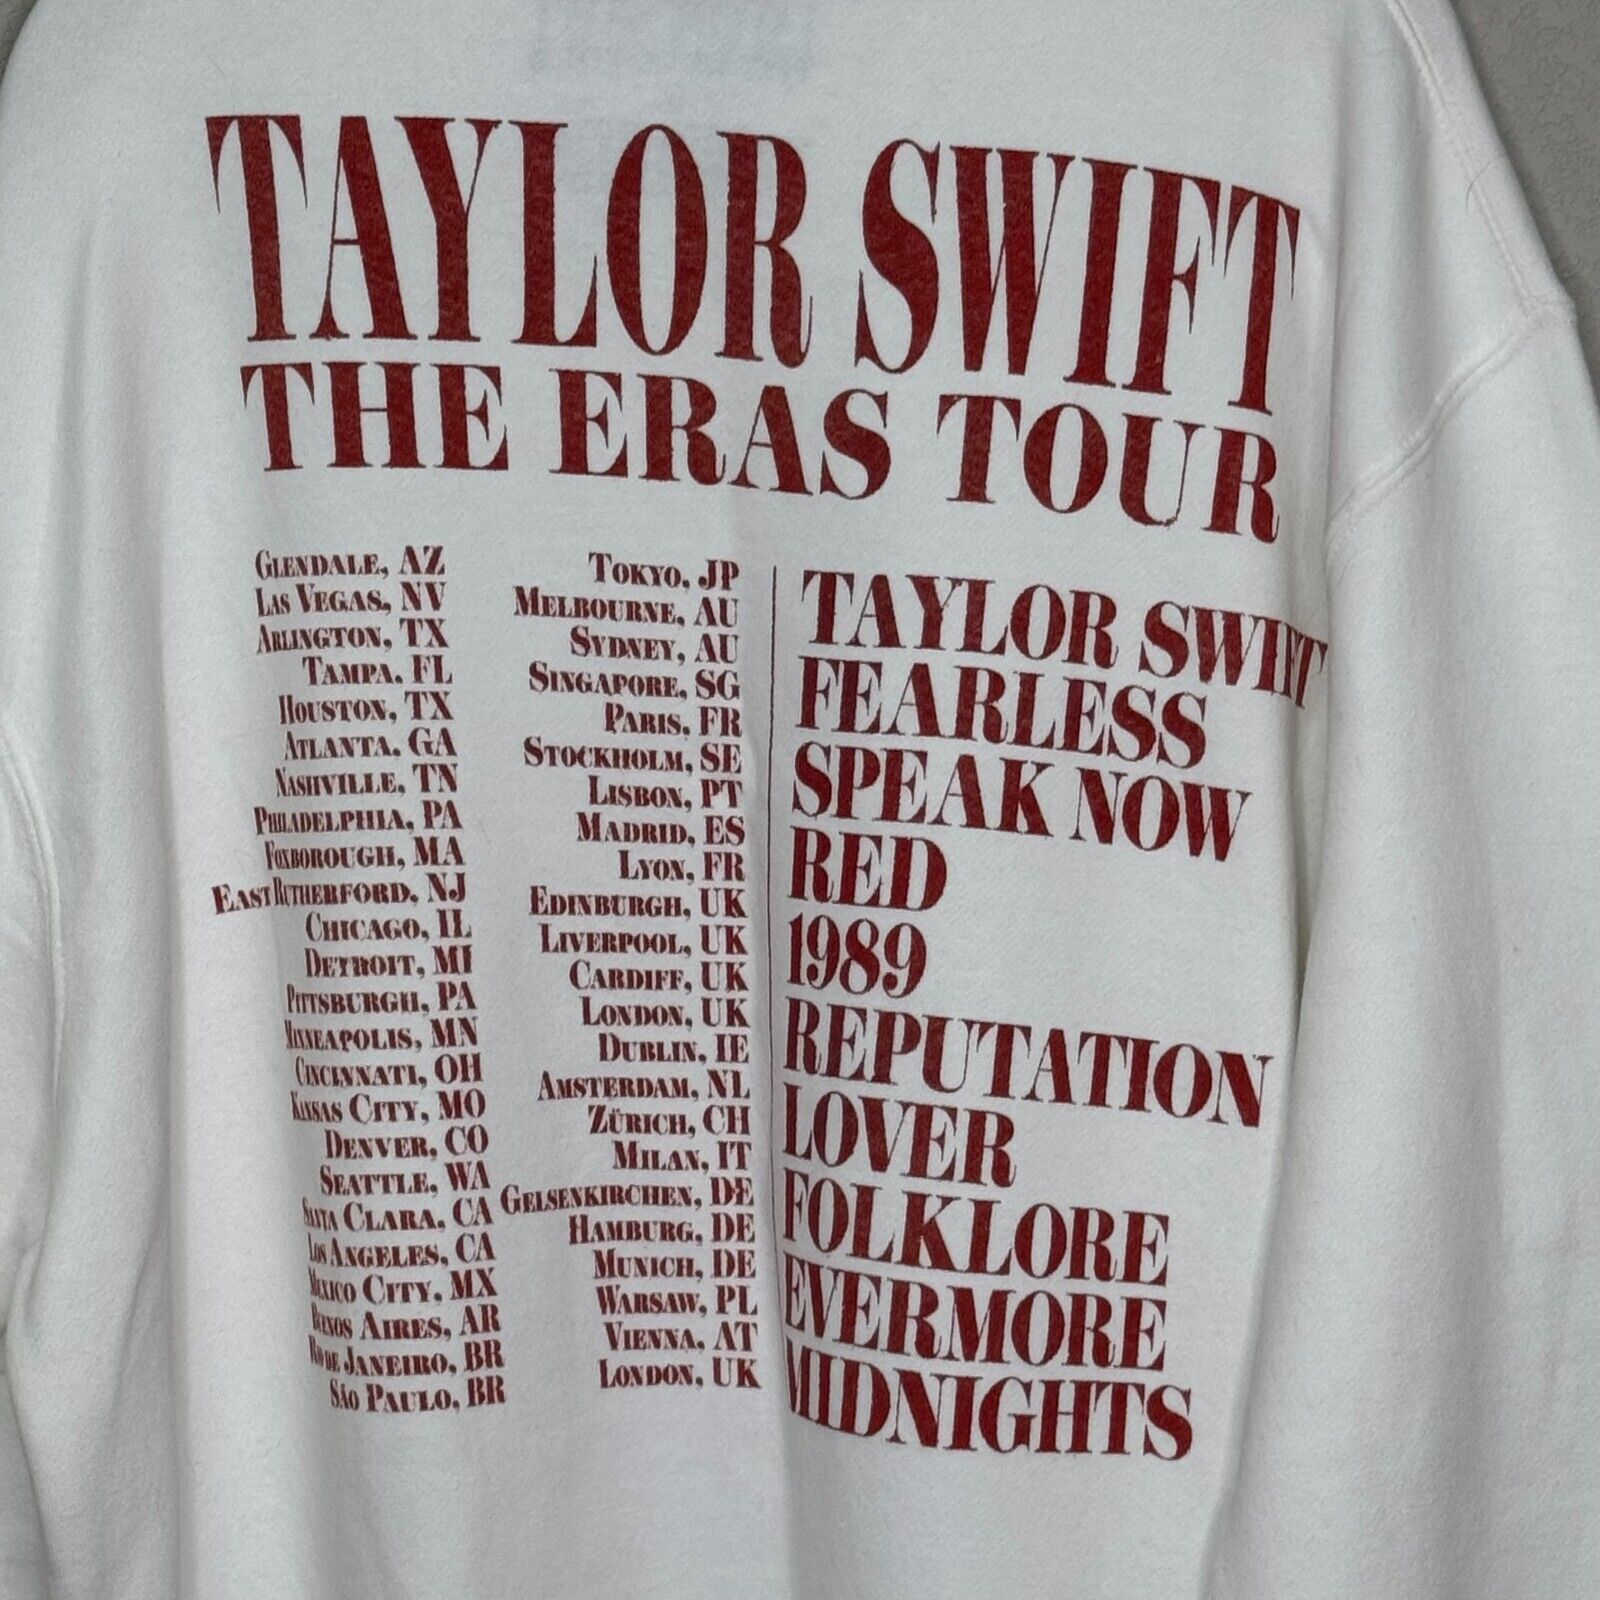 TAYLOR SWIFT
THE ERAS TOUR
GLENDALE, AZ
LAS VEGAS, NV
ARLINGTON, TX
TAMPA, FL
HOUSTON, TX
ATLANTA, GA
NASHVILLE, TN
PHILADELPHIA, PA
FOXBOROUGH, MA
EAST RUTHERFORD, NJ
CHICAGO, IL
DETROIT, MI
PITTSBURGH, PA
MINNEAPOLIS, MN
CINCINNATI, OH
KANSAS CITY, MO
DENVER, CO
SEATTLE, WA
SANTA CLARA, CA
LOS ANGELES, CA
MEXICO CITY, MX
BUENOS AIRES, AR
RIO DE JANEIRO, BR
SÃO PAULO, BR
TOKYO, JP
MELBOURNE, AU
SYDNEY, AU
SINGAPORE, SG
PARIS, FR
STOCKHOLM, SE
LISBON, PT
MADRID, ES
LYON, FR
EDINBURGH, UK
LIVERPOOL, UK
CARDIFF, UK
LONDON, UK
DUBLIN, IE
AMSTERDAM, NL
ZÜRICH, CH
MILAN, IT
GELSENKIRCHEN, DE
HAMBURG, DE
MUNICH, DE
WARSAW, PL
VIENNA, AT
LONDON, UK
TAYLOR SWIFT
FEARLESS
SPEAK NOW
RED
1989
REPUTATION
LOVER
FOLKLORE
EVERMORE
MIDNIGHTS